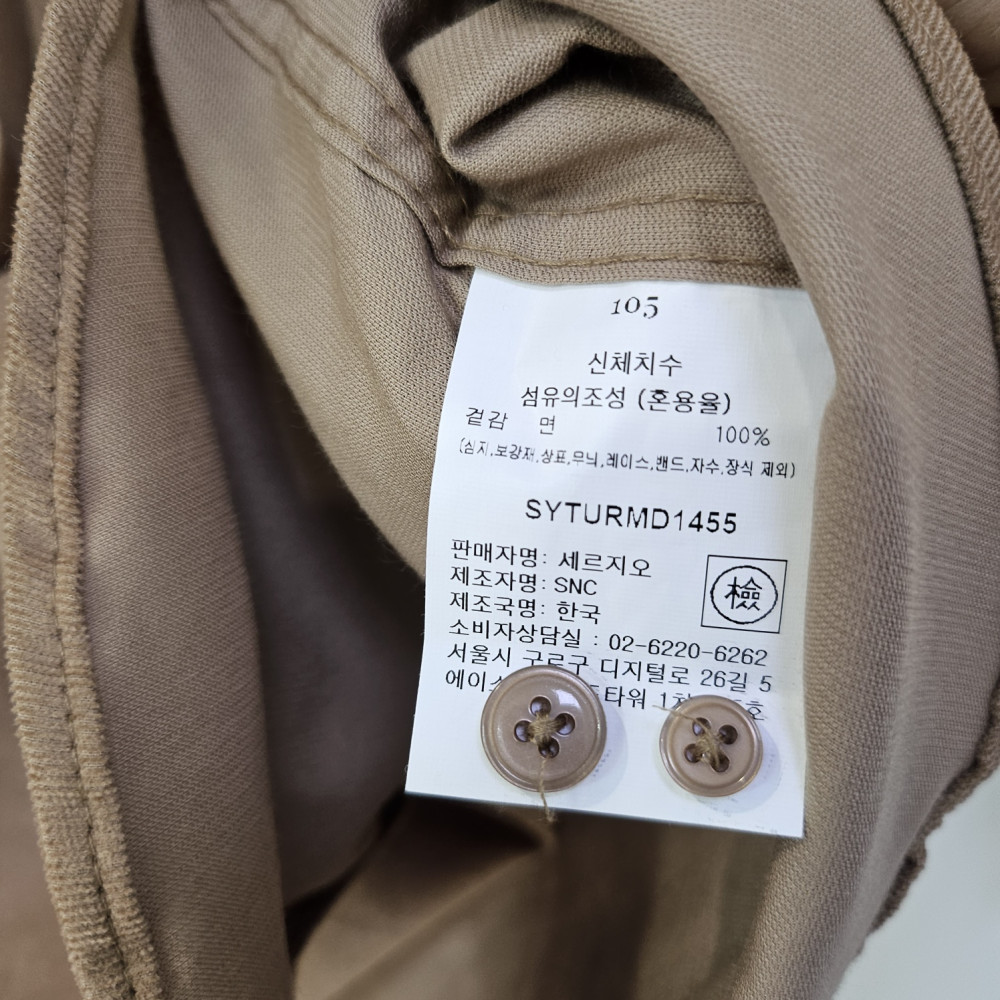 105
신체치수
섬유의조성 (혼용율)
겉감 면 100%
(심지,보강재,상표,무늬,레이스,밴드,자수,장식 제외)
SYTURMD1455
판매자명: 세르지오
제조자명: SNC
제조국명: 한국
檢
소비자상담실 : 02-6220-6262
서울시 구로구 디지털로 26길 5